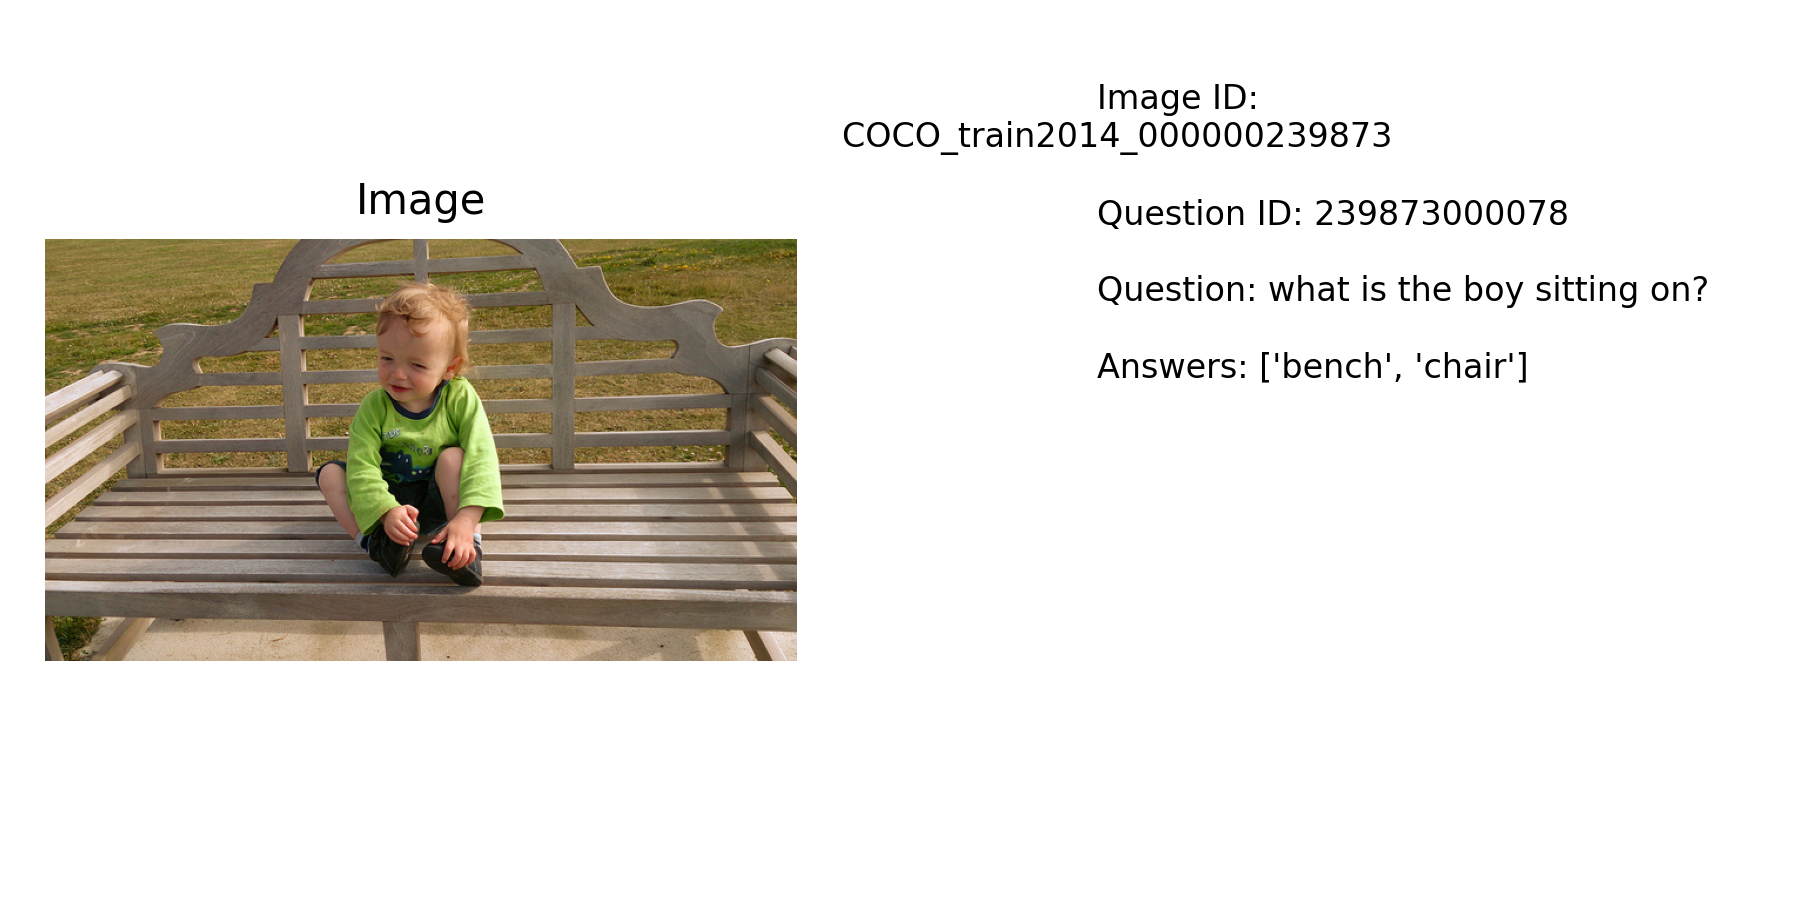 Image
Image ID:
COCO_train2014_000000239873
Question ID: 239873000078
Question: what is the boy sitting on?
Answers: ['bench', 'chair']